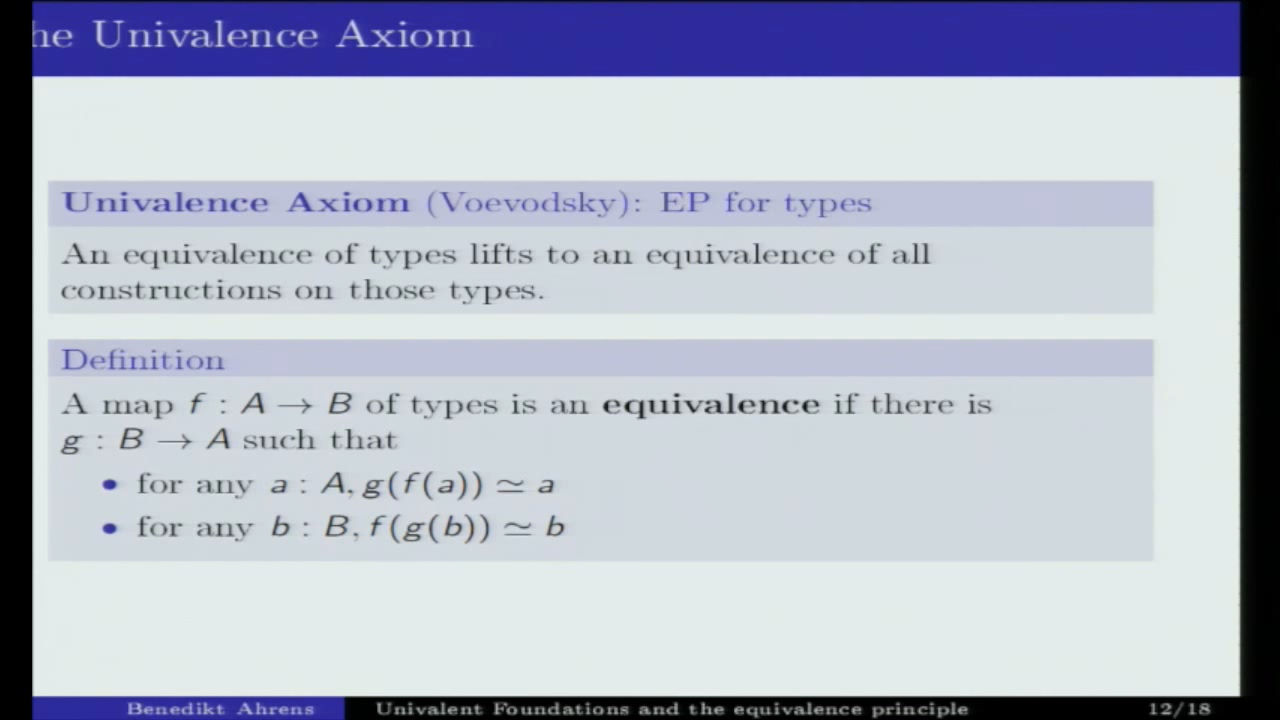 he Univalence Axiom
Univalence Axiom (Voevodsky): EP for types
An equivalence of types lifts to an equivalence of all
constructions on those types.
Definition
A map f : A → B of types is an equivalence if there is
g : B → A such that
• for any a : A, g(f(a)) ≃ a
• for any b : B, f(g(b)) ≃ b
Benedikt Ahrens Univalent Foundations and the equivalence principle 12/18